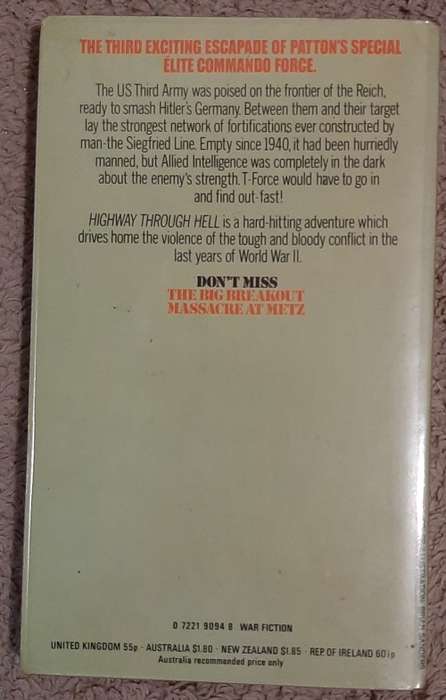 THE THIRD EXCITING ESCAPADE OF PATTON'S SPECIAL
ÉLITE COMMANDO FORCE.
The US Third Army was poised on the frontier of the Reich,
ready to smash Hitler's Germany. Between them and their target
lay the strongest network of fortifications ever constructed by
man-the Siegfried Line. Empty since 1940, it had been hurriedly
manned, but Allied Intelligence was completely in the dark
about the enemy's strength. T-Force would have to go in
and find out-fast!
HIGHWAY THROUGH HELL is a hard-hitting adventure which
drives home the violence of the tough and bloody conflict in the
last years of World War II.
DON'T MISS
THE BIG BREAKOUT
MASSACRE AT METZ
0 7221 9094 8 WAR FICTION
UNITED KINGDOM 55p · AUSTRALIA $1.80 · NEW ZEALAND $1.85 · REP OF IRELAND 60½p
Australia recommended price only